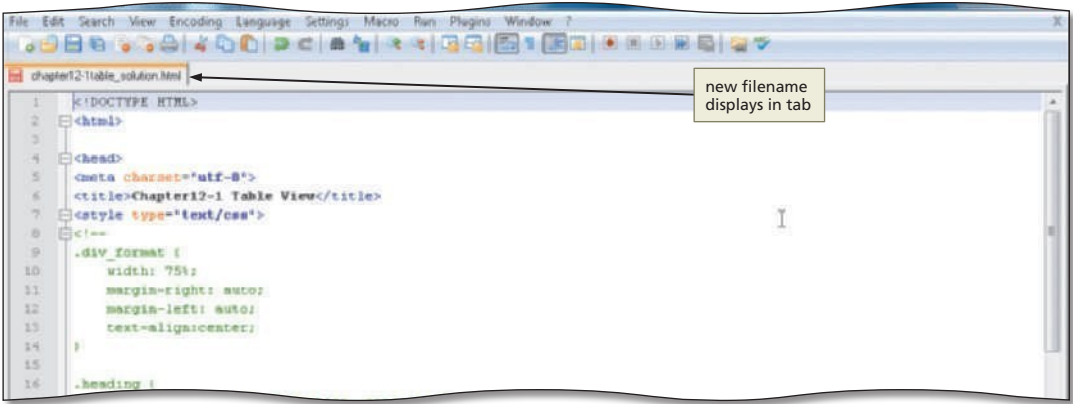 File Edit Search View Encoding Language Settings Macro Run Plugins Window ? X
chapter12-1table_solution.html
new filename
displays in tab
1 <!DOCTYPE HTML>
2 <html>
3
4 <head>
5 <meta charset="utf-8">
6 <title>Chapter12-1 Table View</title>
7 <style type="text/css">
8 <!--
9 .div_format {
10 width: 75%;
11 margin-right: auto;
12 margin-left: auto;
13 text-align:center;
14 }
15
16 .heading {